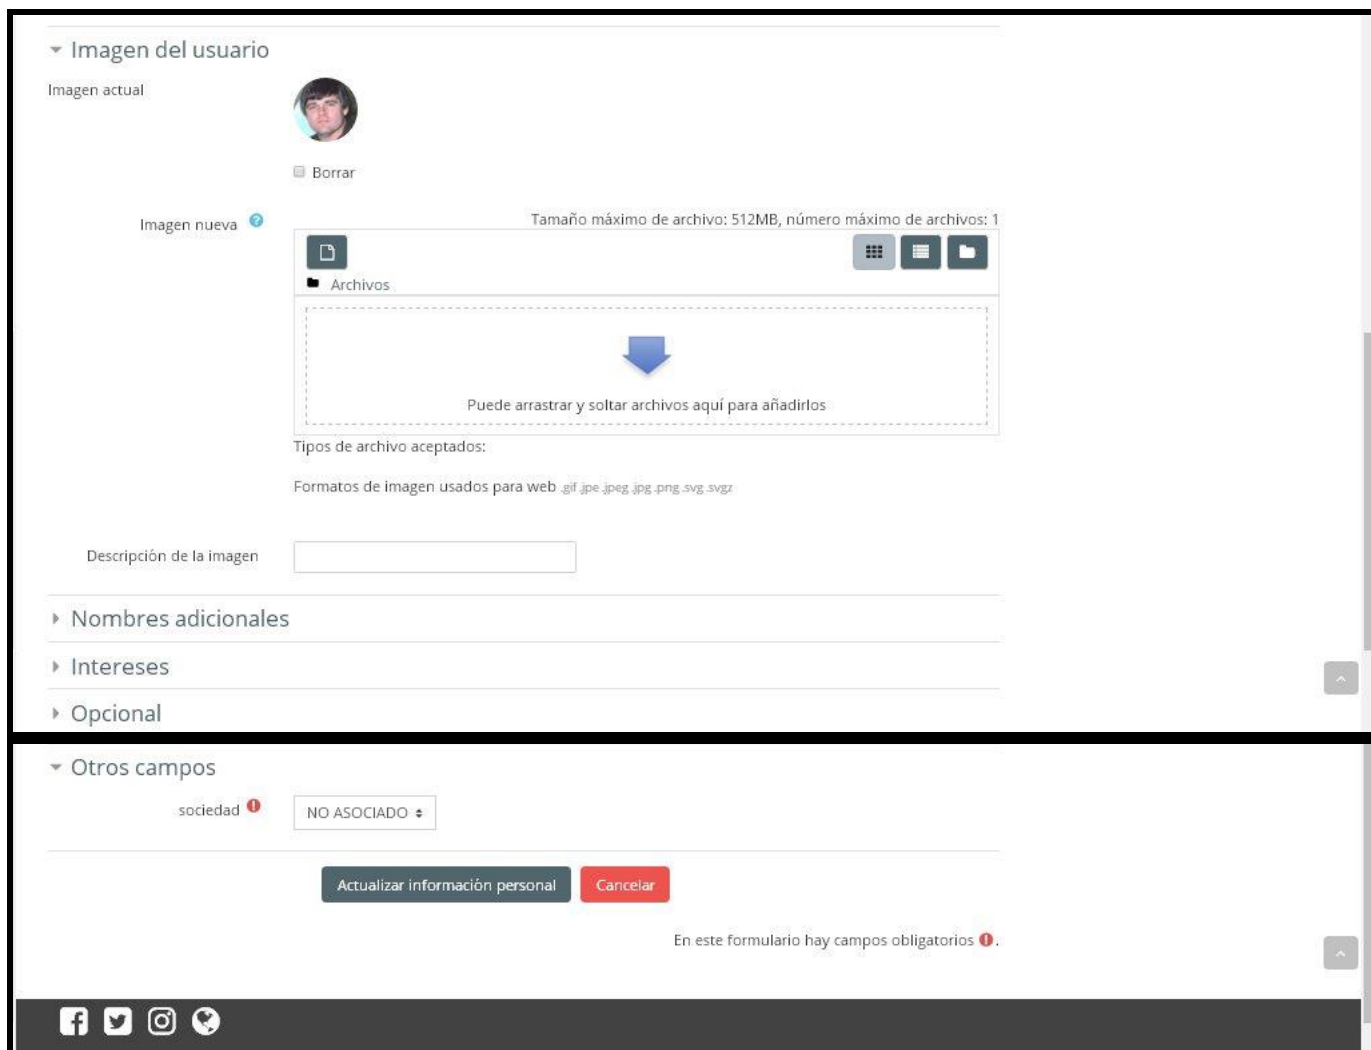 Imagen del usuario
Imagen actual
Borrar
Imagen nueva
Tamaño máximo de archivo: 512MB, número máximo de archivos: 1
Archivos
Puede arrastrar y soltar archivos aquí para añadirlos
Tipos de archivo aceptados:
Formatos de imagen usados para web .gif .jpe .jpeg .jpg .png .svg .svgz
Descripción de la imagen
Nombres adicionales
Intereses
Opcional
Otros campos
sociedad
NO ASOCIADO
Actualizar información personal Cancelar
En este formulario hay campos obligatorios .